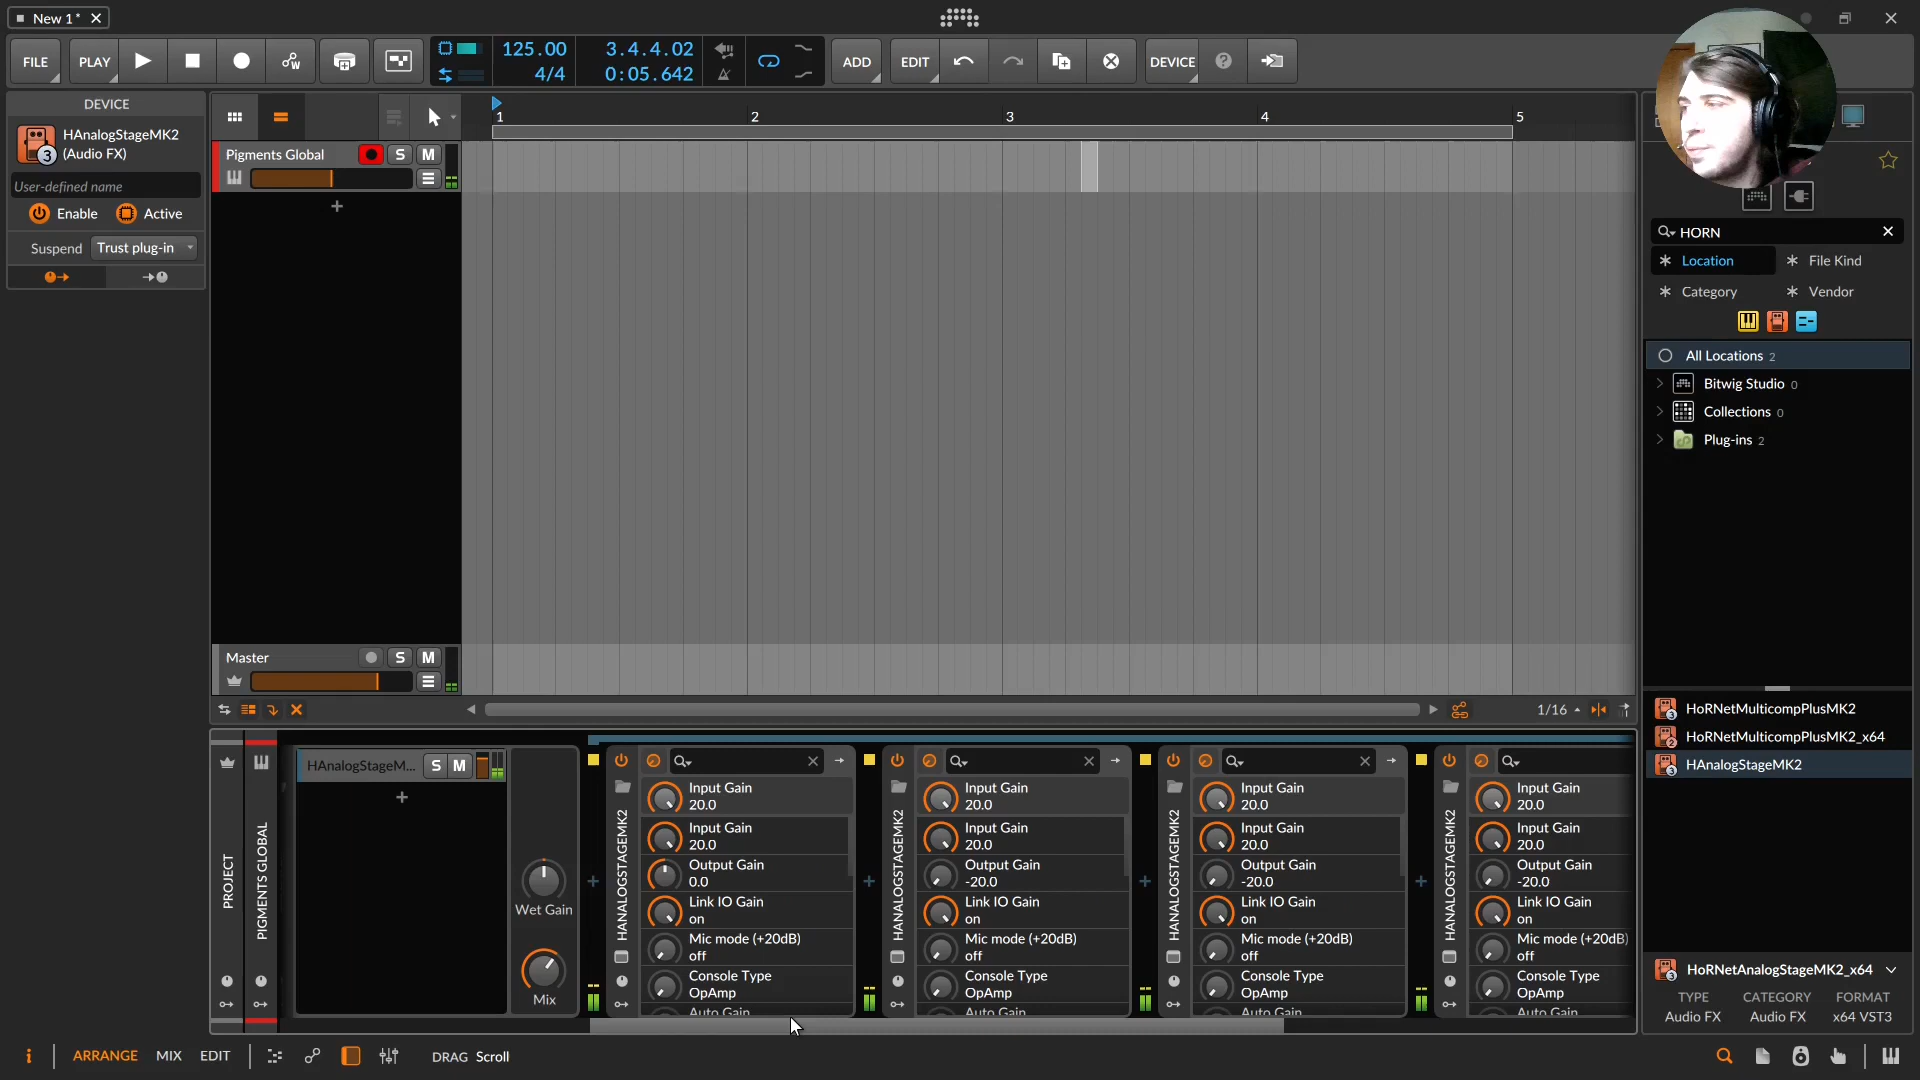 New 1 *
FILE
PLAY
125.00
4/4
3.4.4.02
0:05.642
ADD
EDIT
DEVICE
DEVICE
HAnalogStageMK2
(Audio FX)
3
User-defined name
Enable
Active
Suspend
Trust plug-in
1
2
3
4
5
Pigments Global
S
M
Master
S
M
1/16
HORN
Location
File Kind
Category
Vendor
All Locations 2
Bitwig Studio 0
Collections 0
Plug-ins 2
HoRNetMulticompPlusMK2
HoRNetMulticompPlusMK2_x64
HAnalogStageMK2
HoRNetAnalogStageMK2_x64
TYPE
CATEGORY
FORMAT
Audio FX
Audio FX
x64 VST3
PROJECT
PIGMENTS GLOBAL
HAnalogStageM...
S
M
Wet Gain
Mix
HANALOGSTAGEMK2
Input Gain
20.0
Input Gain
20.0
Output Gain
0.0
Link IO Gain
on
Mic mode (+20dB)
off
Console Type
OpAmp
Auto Gain
HANALOGSTAGEMK2
Input Gain
20.0
Input Gain
20.0
Output Gain
-20.0
Link IO Gain
on
Mic mode (+20dB)
off
Console Type
OpAmp
Auto Gain
HANALOGSTAGEMK2
Input Gain
20.0
Input Gain
20.0
Output Gain
-20.0
Link IO Gain
on
Mic mode (+20dB)
off
Console Type
OpAmp
Auto Gain
HANALOGSTAGEMK2
Input Gain
20.0
Input Gain
20.0
Output Gain
-20.0
Link IO Gain
on
Mic mode (+20dB)
off
Console Type
OpAmp
Auto Gain
i
ARRANGE
MIX
EDIT
DRAG Scroll